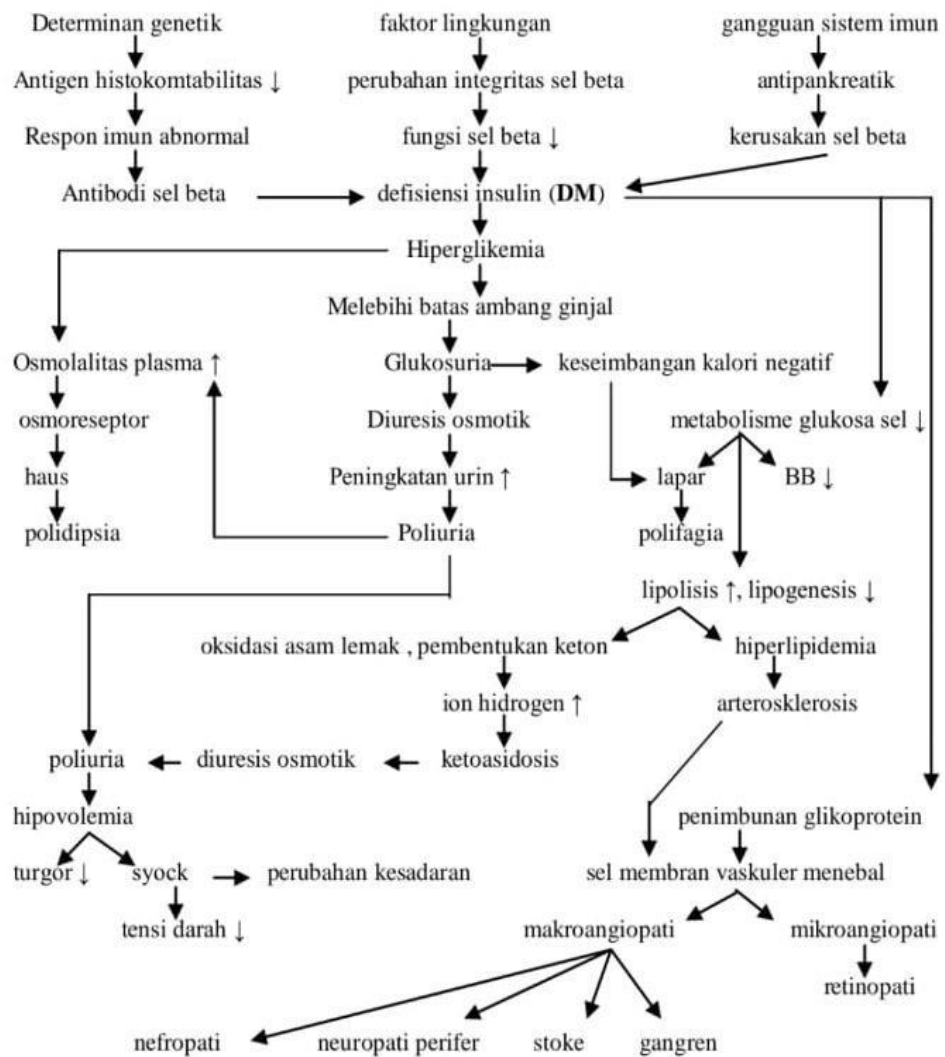 Determinan genetik faktor lingkungan gangguan sistem imun
Antigen histokomtabilitas ↓ perubahan integritas sel beta antipankreatik
Respon imun abnormal fungsi sel beta ↓ kerusakan sel beta
Antibodi sel beta defisiensi insulin (DM)
Hiperglikemia
Melebihi batas ambang ginjal
Osmolalitas plasma ↑ Glukosuria keseimbangan kalori negatif
osmoreseptor Diuresis osmotik metabolisme glukosa sel ↓
haus Peningkatan urin ↑ lapar BB ↓
polidipsia Poliuria polifagia
lipolisis ↑, lipogenesis ↓
oksidasi asam lemak , pembentukan keton hiperlipidemia
ion hidrogen ↑ arterosklerosis
poliuria diuresis osmotik ketoasidosis
hipovolemia penimbunan glikoprotein
turgor ↓ syock perubahan kesadaran sel membran vaskuler menebal
tensi darah ↓ makroangiopati mikroangiopati
retinopati
nefropati neuropati perifer stoke gangren